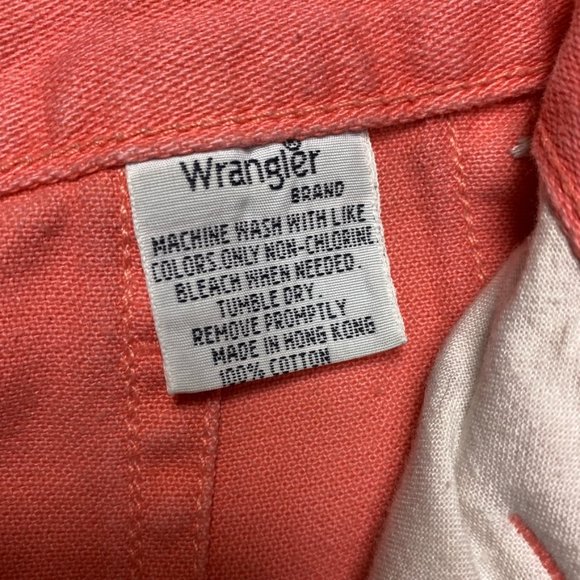 Wrangler
BRAND
MACHINE WASH WITH LIKE
COLORS ONLY NON-CHLORINE
BLEACH WHEN NEEDED.
TUMBLE DRY.
REMOVE PROMPTLY
MADE IN HONG KONG
100% COTTON